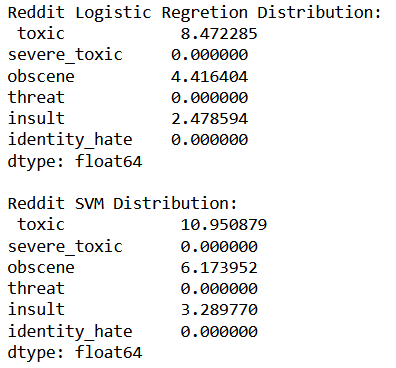 Reddit Logistic Regretion Distribution:
toxic 8.472285
severe_toxic 0.000000
obscene 4.416404
threat 0.000000
insult 2.478594
identity_hate 0.000000
dtype: float64
Reddit SVM Distribution:
toxic 10.950879
severe_toxic 0.000000
obscene 6.173952
threat 0.000000
insult 3.289770
identity_hate 0.000000
dtype: float64